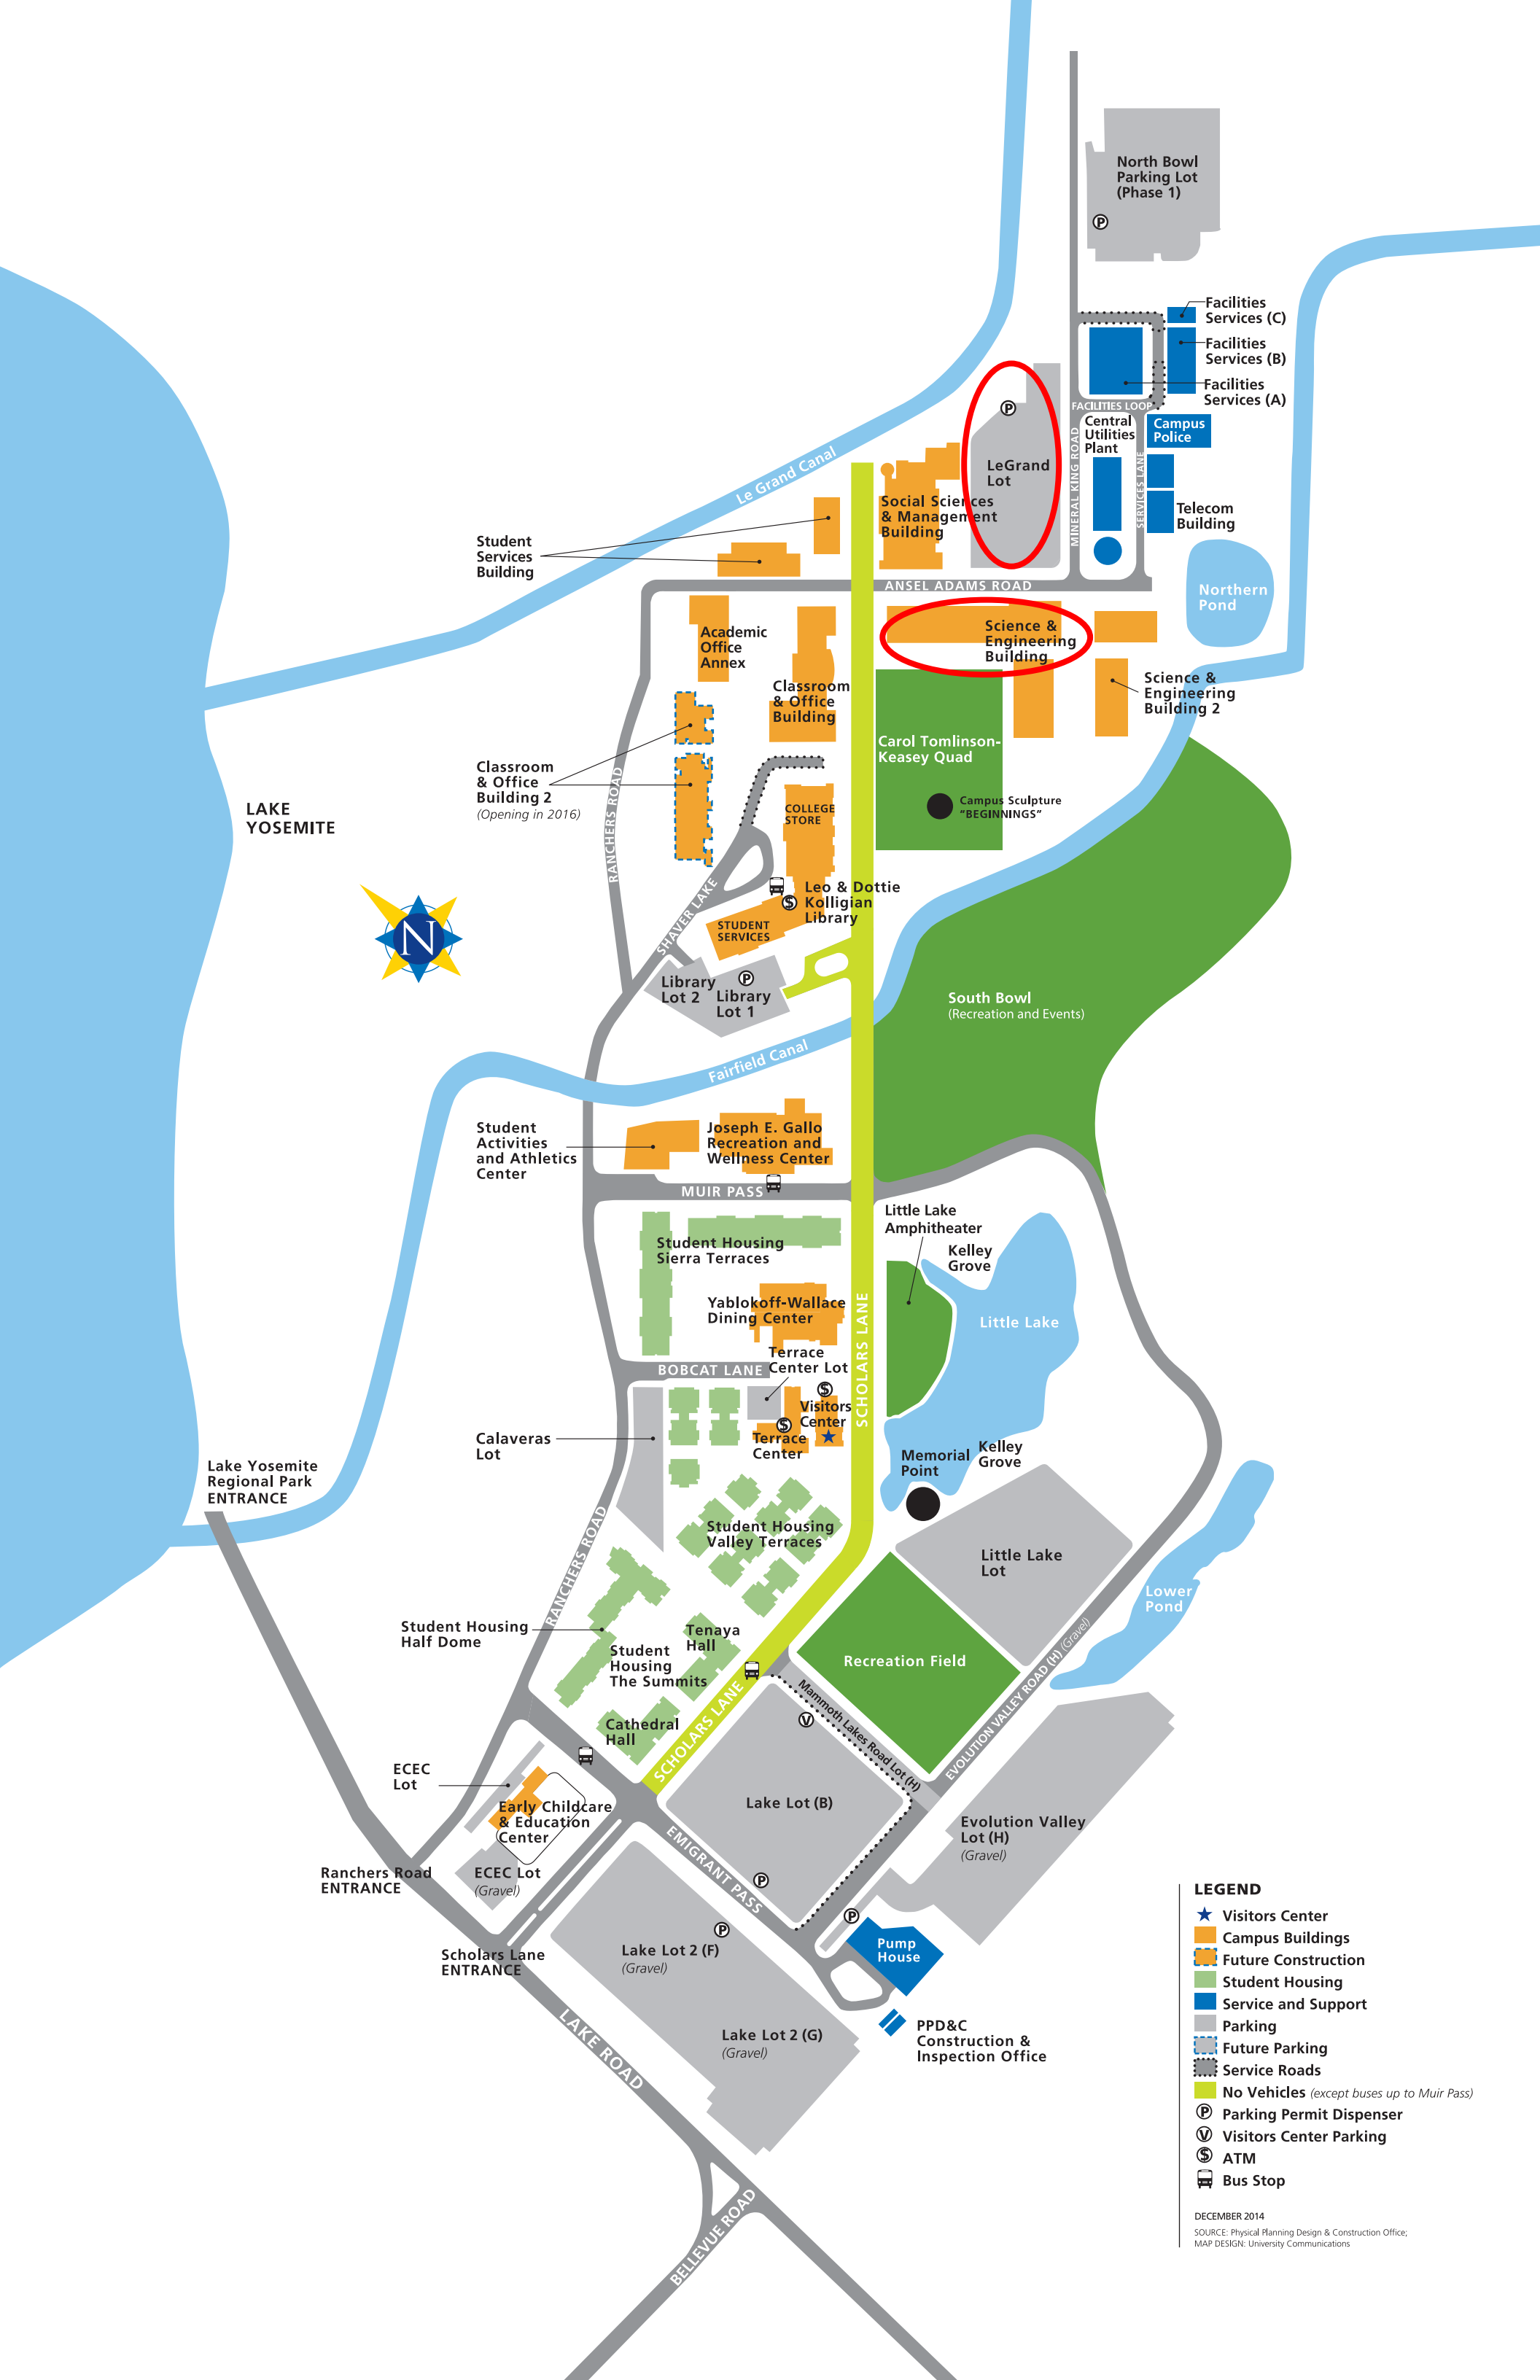 North Bowl
Parking Lot
(Phase 1)
P
Facilities
Services (C)
Facilities
Services (B)
Facilities
Services (A)
FACILITIES LOOP
Central
Utilities
Plant
Campus
Police
MINERAL KING ROAD
SERVICES LANE
Telecom
Building
P
LeGrand
Lot
Le Grand Canal
Social Sciences
& Management
Building
Student
Services
Building
ANSEL ADAMS ROAD
Northern
Pond
Academic
Office
Annex
Science &
Engineering
Building
Classroom
& Office
Building
Science &
Engineering
Building 2
Carol Tomlinson-
Keasey Quad
Classroom
& Office
Building 2
(Opening in 2016)
RANCHERS ROAD
COLLEGE
STORE
Campus Sculpture
"BEGINNINGS"
LAKE
YOSEMITE
N
SHAVER LAKE
$
Leo & Dottie
Kolligian
Library
STUDENT
SERVICES
P
Library
Lot 2
Library
Lot 1
South Bowl
(Recreation and Events)
Fairfield Canal
Student
Activities
and Athletics
Center
Joseph E. Gallo
Recreation and
Wellness Center
MUIR PASS
Little Lake
Amphitheater
Kelley
Grove
Student Housing
Sierra Terraces
Yablokoff-Wallace
Dining Center
SCHOLARS LANE
Little Lake
Terrace
Center Lot
BOBCAT LANE
$
Visitors
Center
$
Terrace
Center
Calaveras
Lot
Memorial
Point
Kelley
Grove
Lake Yosemite
Regional Park
ENTRANCE
Student Housing
Valley Terraces
RANCHERS ROAD
Little Lake
Lot
Lower
Pond
Student Housing
Half Dome
Tenaya
Hall
Student
Housing
The Summits
Recreation Field
EVOLUTION VALLEY ROAD (H) (Gravel)
Mammoth Lakes Road Lot (H)
V
Cathedral
Hall
SCHOLARS LANE
ECEC
Lot
Early Childcare
& Education
Center
Lake Lot (B)
Evolution Valley
Lot (H)
(Gravel)
EMIGRANT PASS
Ranchers Road
ENTRANCE
ECEC Lot
(Gravel)
P
P
P
Pump
House
Scholars Lane
ENTRANCE
Lake Lot 2 (F)
(Gravel)
LAKE ROAD
Lake Lot 2 (G)
(Gravel)
PPD&C
Construction &
Inspection Office
BELLEVUE ROAD
LEGEND
Visitors Center
Campus Buildings
Future Construction
Student Housing
Service and Support
Parking
Future Parking
Service Roads
No Vehicles (except buses up to Muir Pass)
P Parking Permit Dispenser
V Visitors Center Parking
$ ATM
Bus Stop
DECEMBER 2014
SOURCE: Physical Planning Design & Construction Office;
MAP DESIGN: University Communications